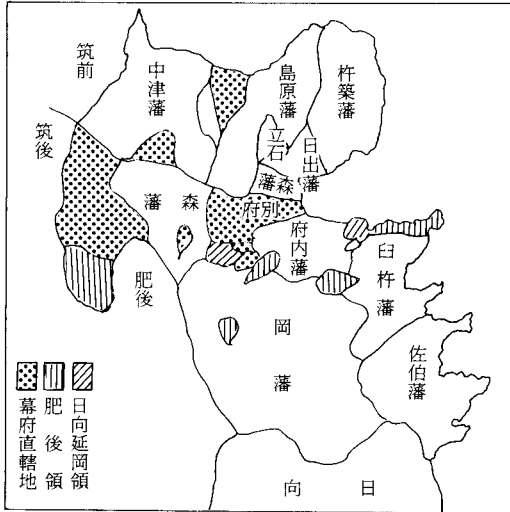 筑前
中津藩
島原藩
杵築藩
筑後
立石
日出藩
森藩
森藩
別府
府内藩
臼杵藩
肥後
岡藩
佐伯藩
日向
日向延岡領
肥後領
幕府直轄地